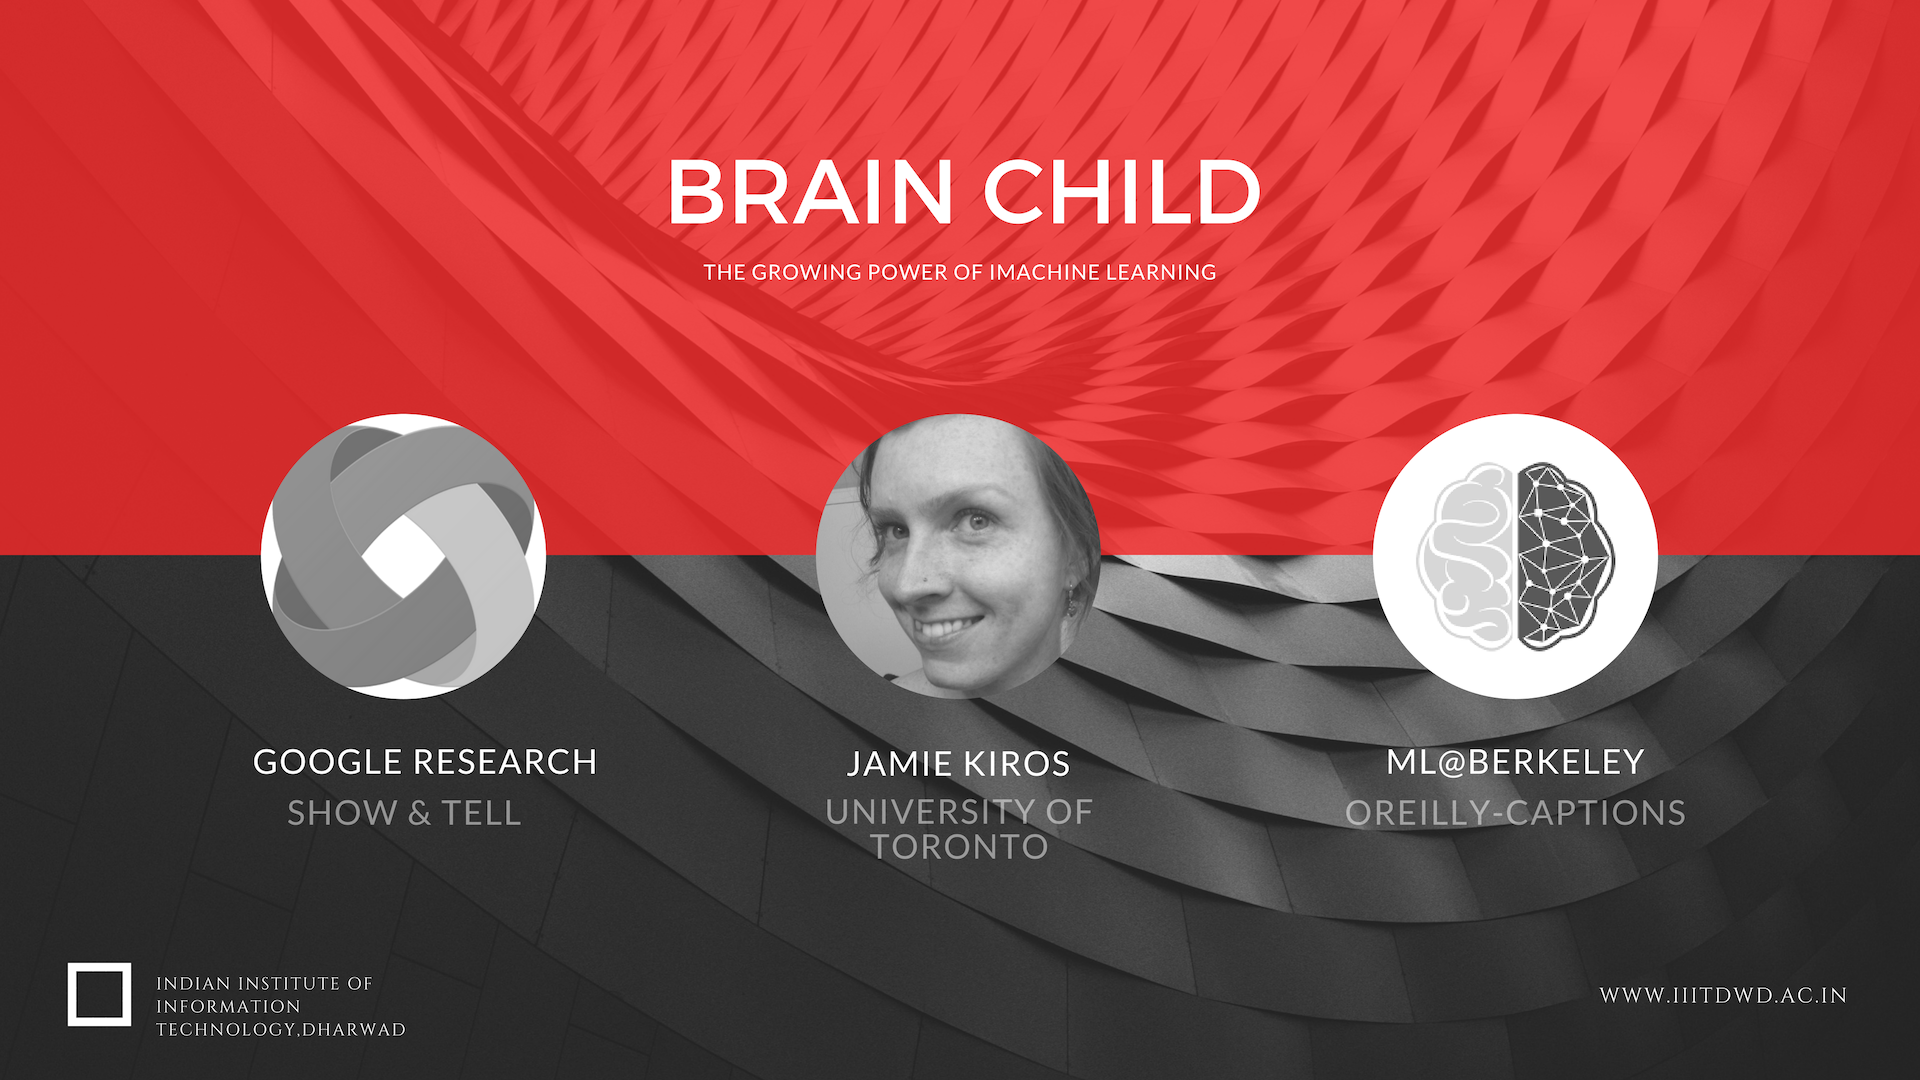 BRAIN CHILD
THE GROWING POWER OF IMACHINE LEARNING
GOOGLE RESEARCH
SHOW & TELL
JAMIE KIROS
UNIVERSITY OF
TORONTO
ML@BERKELEY
OREILLY-CAPTIONS
INDIAN INSTITUTE OF
INFORMATION
TECHNOLOGY,DHARWAD
WWW.IIITDWD.AC.IN